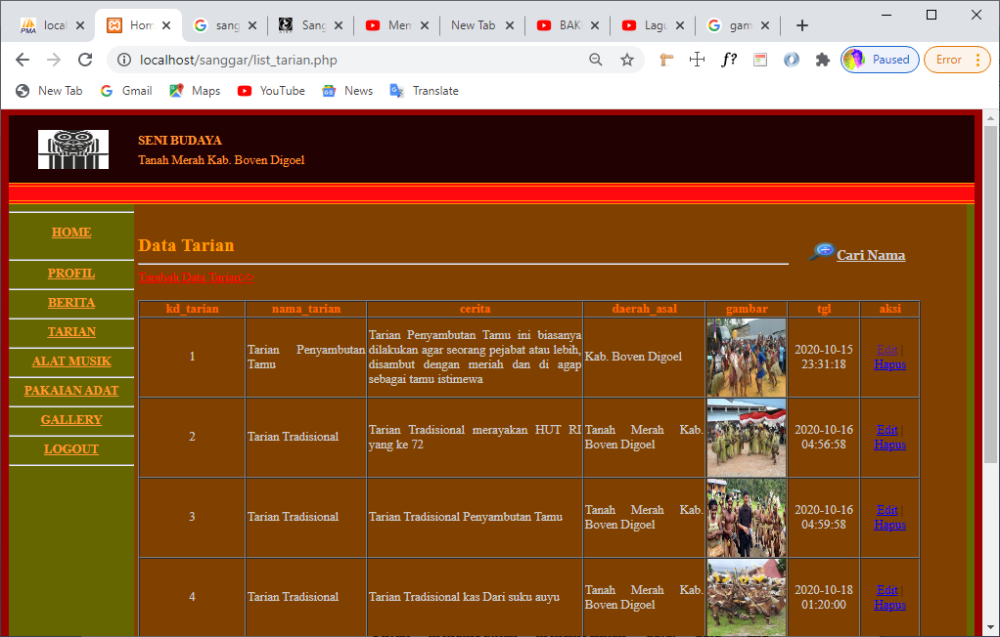 local
Hom
sang
Sang
Men
New Tab
BAK
Lagu
gam
localhost/sanggar/list_tarian.php
f?
Paused
Error
New Tab
Gmail
Maps
YouTube
News
Translate
SENI BUDAYA
Tanah Merah Kab. Boven Digoel
HOME
PROFIL
BERITA
TARIAN
ALAT MUSIK
PAKAIAN ADAT
GALLERY
LOGOUT
Data Tarian
Cari Nama
Tambah Data Tarian>>
kd_tarian nama_tarian cerita daerah_asal gambar tgl aksi
1
Tarian Penyambutan
Tamu
Tarian Penyambutan Tamu ini biasanya
dilakukan agar seorang pejabat atau lebih,
disambut dengan meriah dan di agap
sebagai tamu istimewa
Kab. Boven Digoel
2020-10-15
23:31:18
Edit |
Hapus
2
Tarian Tradisional
Tarian Tradisional merayakan HUT RI
yang ke 72
Tanah Merah Kab.
Boven Digoel
2020-10-16
04:56:58
Edit |
Hapus
3
Tarian Tradisional
Tarian Tradisional Penyambutan Tamu
Tanah Merah Kab.
Boven Digoel
2020-10-16
04:59:58
Edit |
Hapus
4
Tarian Tradisional
Tarian Tradisional kas Dari suku auyu
Tanah Merah Kab.
Boven Digoel
2020-10-18
01:20:00
Edit |
Hapus